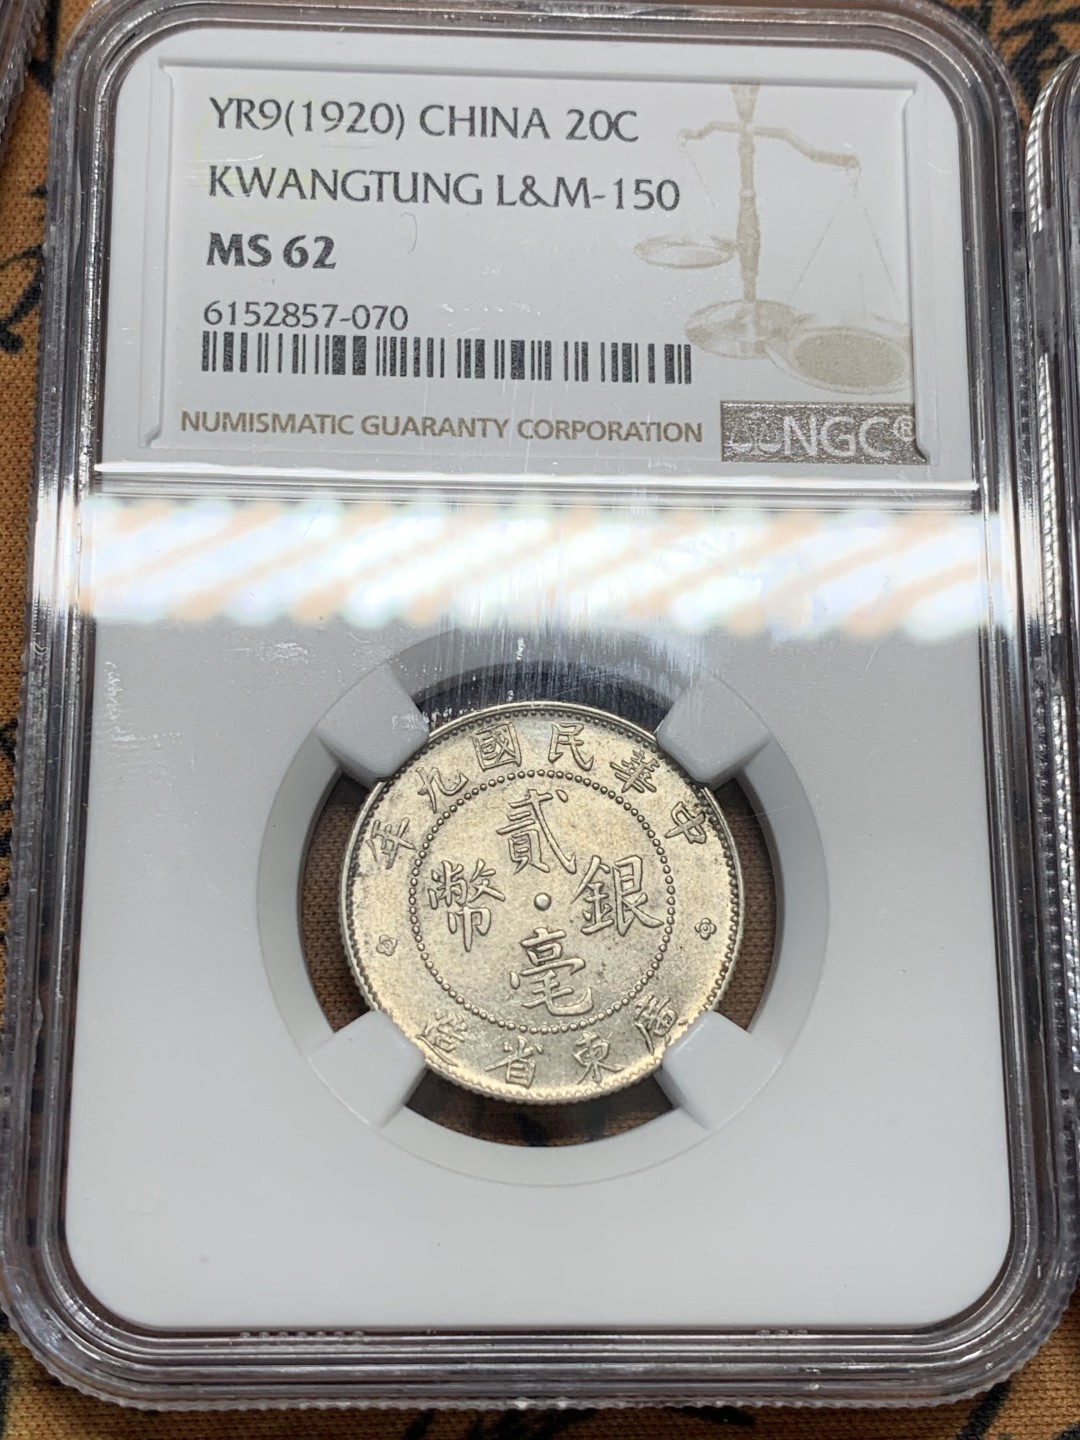 YR9(1920) CHINA 20C
KWANGTUNG L&M-150
MS 62
6152857-070
NUMISMATIC GUARANTY CORPORATION
NGC®
中華民國九年
貳毫銀幣
廣東省造